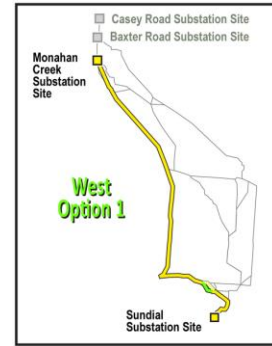 Casey Road Substation Site
Baxter Road Substation Site
Monahan
Creek
Substation
Site
West
Option 1
Sundial
Substation Site